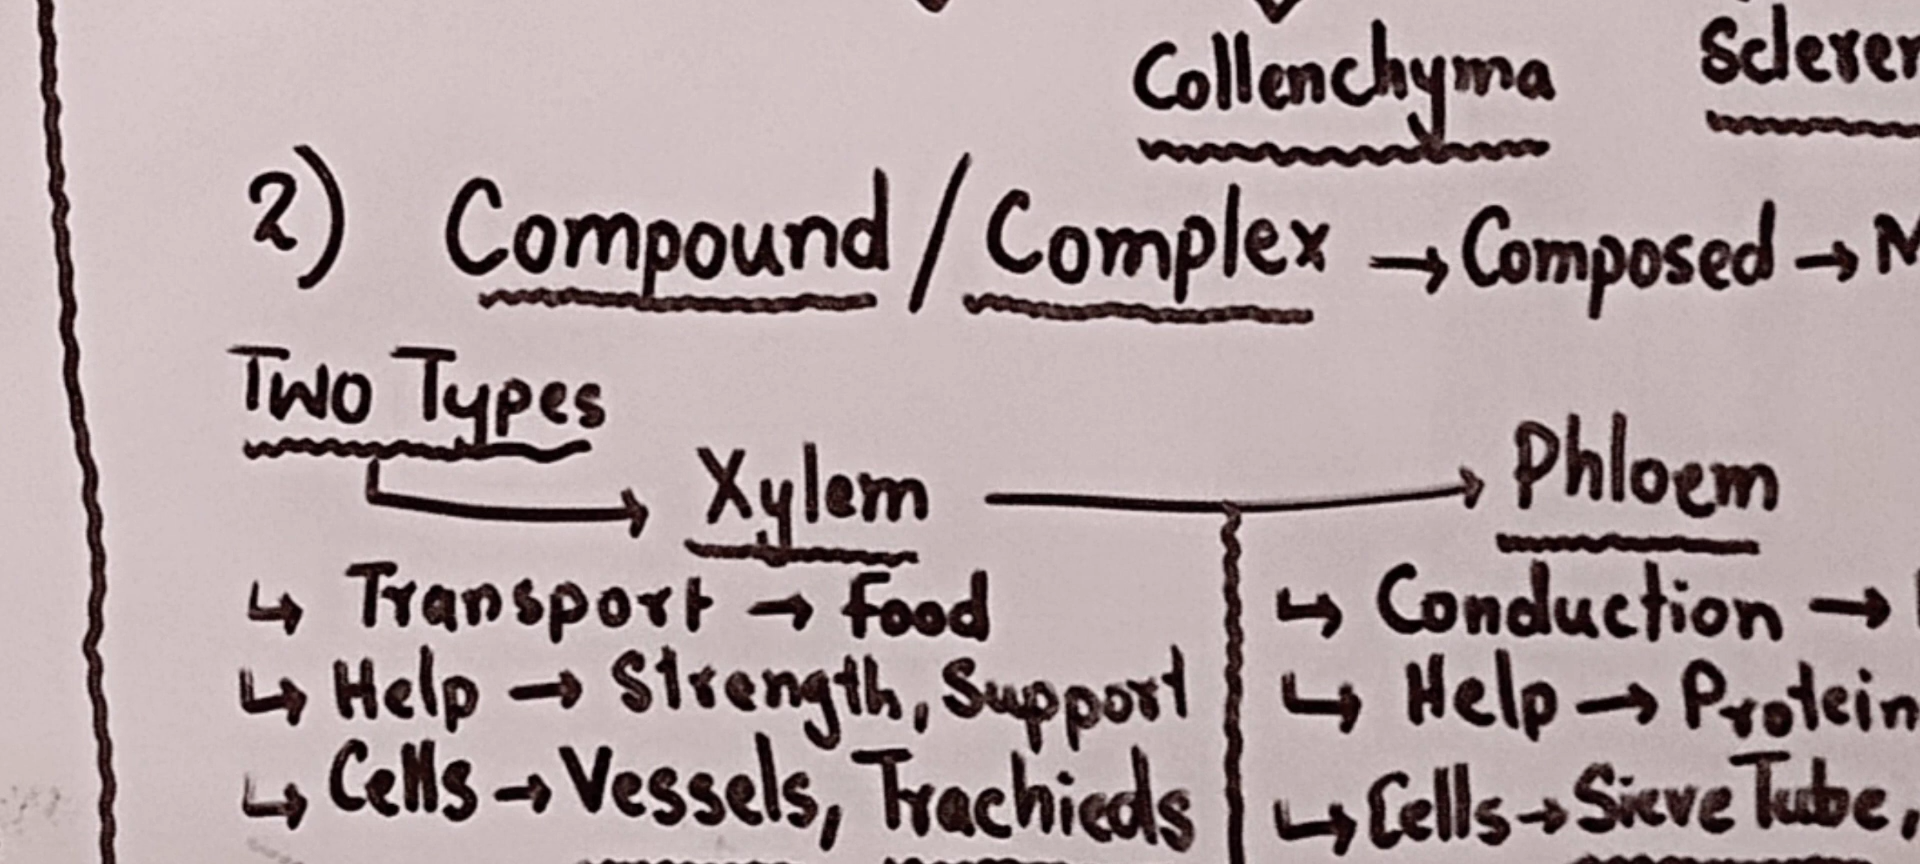 Collenchyma
2) Compound / Complex → Composed →
Two Types
Xylem → Phloem
↳ Transport → Food
↳ Help → Strength, Support
↳ Cells → Vessels, Trachieds
↳ Conduction →
↳ Help → Protein
↳ Cells → Sieve Tube,